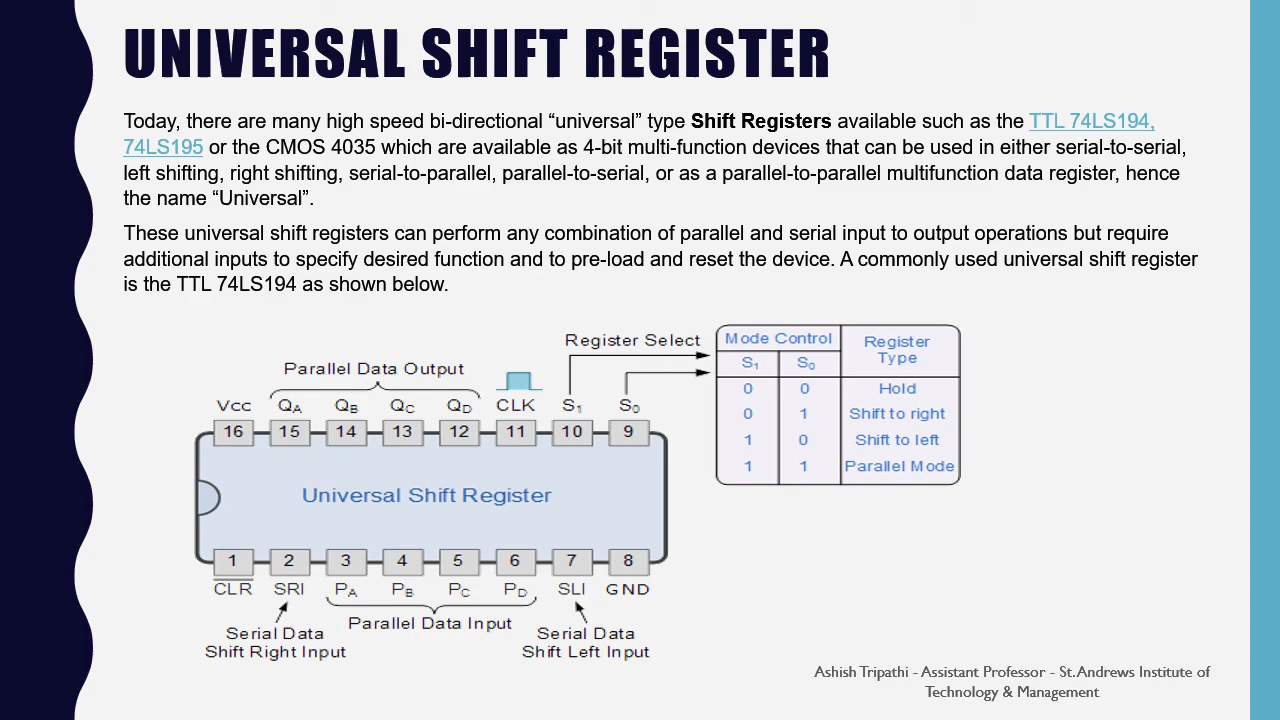 UNIVERSAL SHIFT REGISTER
Today, there are many high speed bi-directional “universal” type Shift Registers available such as the TTL 74LS194,
74LS195 or the CMOS 4035 which are available as 4-bit multi-function devices that can be used in either serial-to-serial,
left shifting, right shifting, serial-to-parallel, parallel-to-serial, or as a parallel-to-parallel multifunction data register, hence
the name “Universal”.
These universal shift registers can perform any combination of parallel and serial input to output operations but require
additional inputs to specify desired function and to pre-load and reset the device. A commonly used universal shift register
is the TTL 74LS194 as shown below.
Register Select
Parallel Data Output
Vcc QA QB QC QD CLK S1 S0
16 15 14 13 12 11 10 9
Universal Shift Register
1 2 3 4 5 6 7 8
CLR SRI PA PB PC PD SLI GND
Parallel Data Input
Serial Data
Shift Right Input
Serial Data
Shift Left Input
Mode Control
Register
Type
S1 S0
0 0 Hold
0 1 Shift to right
1 0 Shift to left
1 1 Parallel Mode
Ashish Tripathi - Assistant Professor - St.Andrews Institute of
Technology & Management